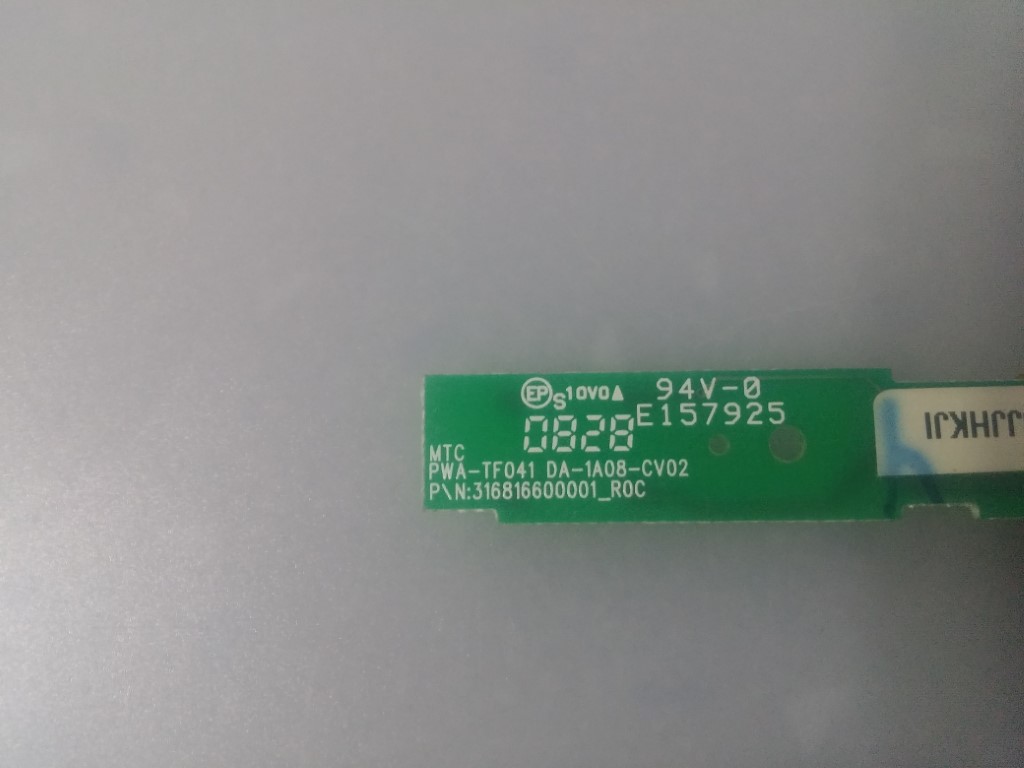 EP S 10V0▲ 94V-0
0828 E157925
MTC
PWA-TF041 DA-1A08-CV02
P\N:316816600001_R0C